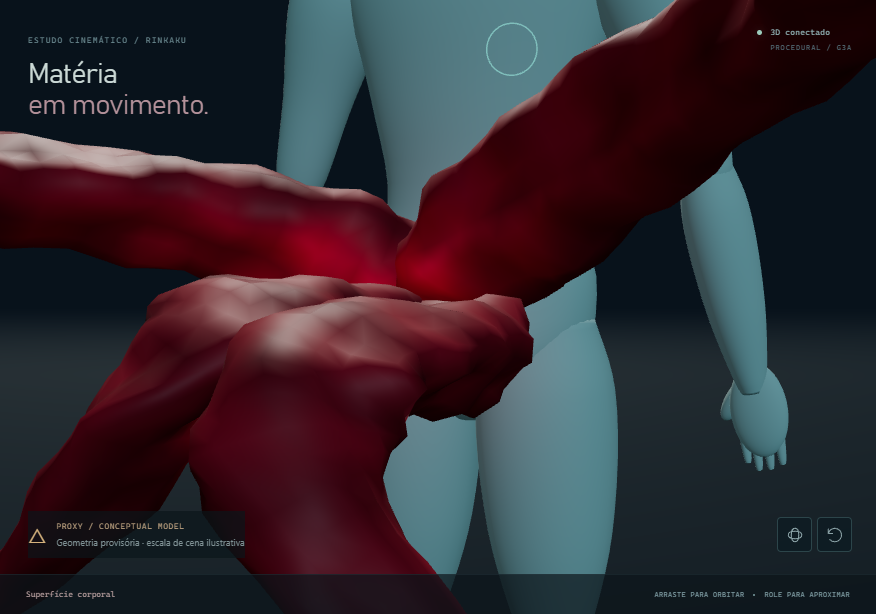 ESTUDO CINEMÁTICO / RINKAKU
Matéria
em movimento.
3D conectado
PROCEDURAL / G3A
PROXY / CONCEPTUAL MODEL
Geometria provisória · escala de cena ilustrativa
Superfície corporal
ARRASTE PARA ORBITAR • ROLE PARA APROXIMAR